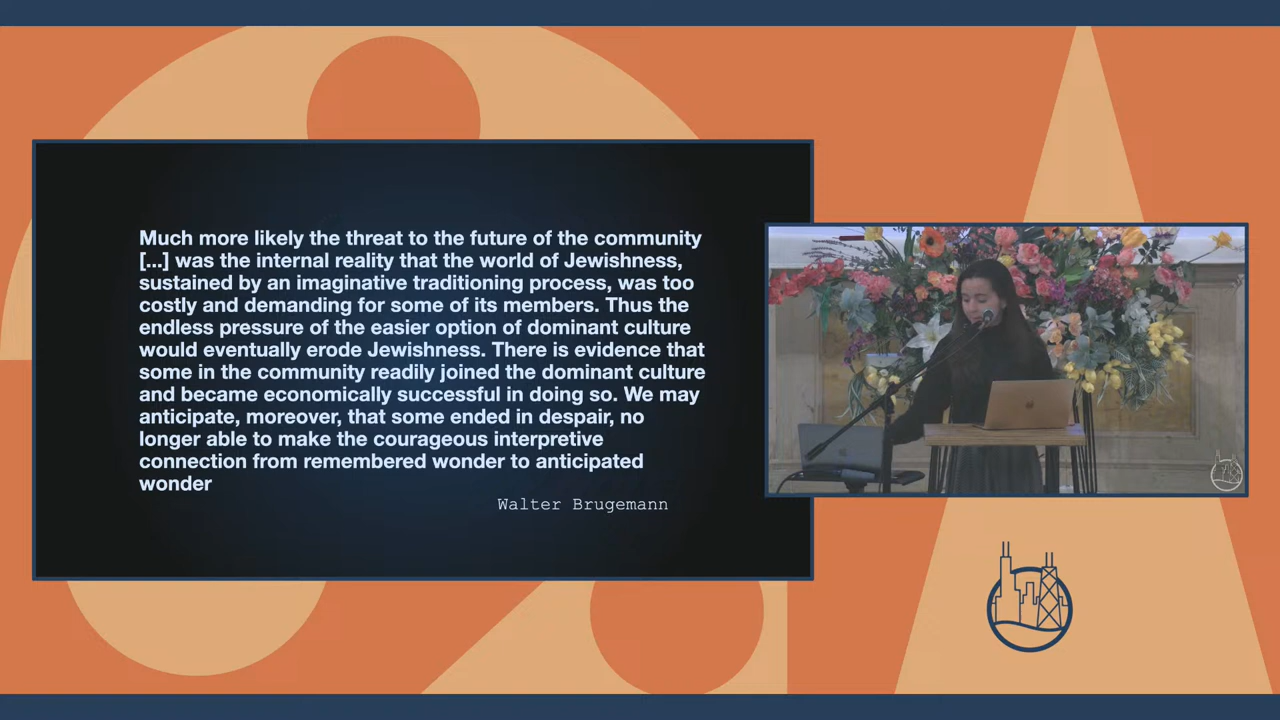 Much more likely the threat to the future of the community
[...] was the internal reality that the world of Jewishness,
sustained by an imaginative traditioning process, was too
costly and demanding for some of its members. Thus the
endless pressure of the easier option of dominant culture
would eventually erode Jewishness. There is evidence that
some in the community readily joined the dominant culture
and became economically successful in doing so. We may
anticipate, moreover, that some ended in despair, no
longer able to make the courageous interpretive
connection from remembered wonder to anticipated
wonder
Walter Brugemann